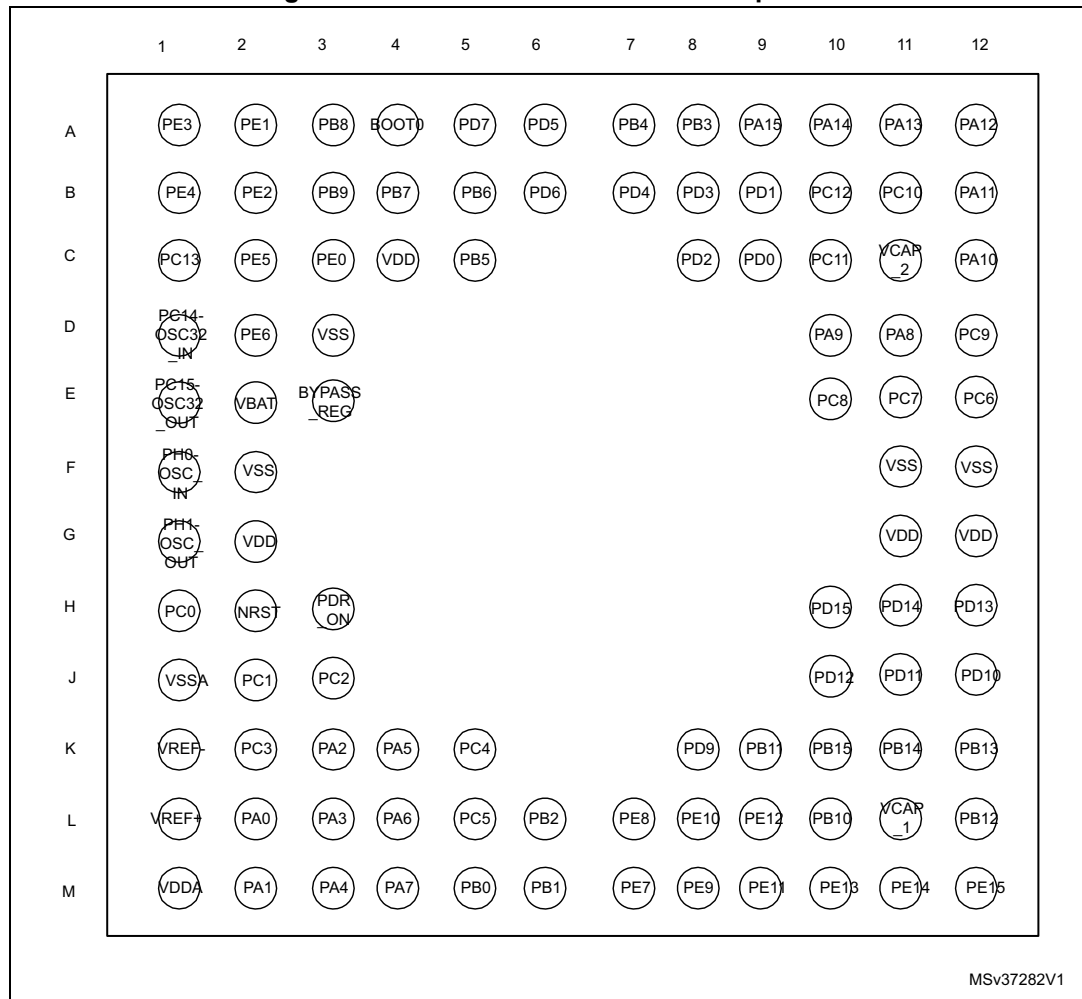 1 2 3 4 5 6 7 8 9 10 11 12
A PE3 PE1 PB8 BOOT0 PD7 PD5 PB4 PB3 PA15 PA14 PA13 PA12
B PE4 PE2 PB9 PB7 PB6 PD6 PD4 PD3 PD1 PC12 PC10 PA11
C PC13 PE5 PE0 VDD PB5 PD2 PD0 PC11 VCAP_2 PA10
D PC14-OSC32_IN PE6 VSS PA9 PA8 PC9
E PC15-OSC32_OUT VBAT BYPASS_REG PC8 PC7 PC6
F PH0-OSC_IN VSS VSS VSS
G PH1-OSC_OUT VDD VDD VDD
H PC0 NRST PDR_ON PD15 PD14 PD13
J VSSA PC1 PC2 PD12 PD11 PD10
K VREF- PC3 PA2 PA5 PC4 PD9 PB11 PB15 PB14 PB13
L VREF+ PA0 PA3 PA6 PC5 PB2 PE8 PE10 PE12 PB10 VCAP_1 PB12
M VDDA PA1 PA4 PA7 PB0 PB1 PE7 PE9 PE11 PE13 PE14 PE15
MSv37282V1